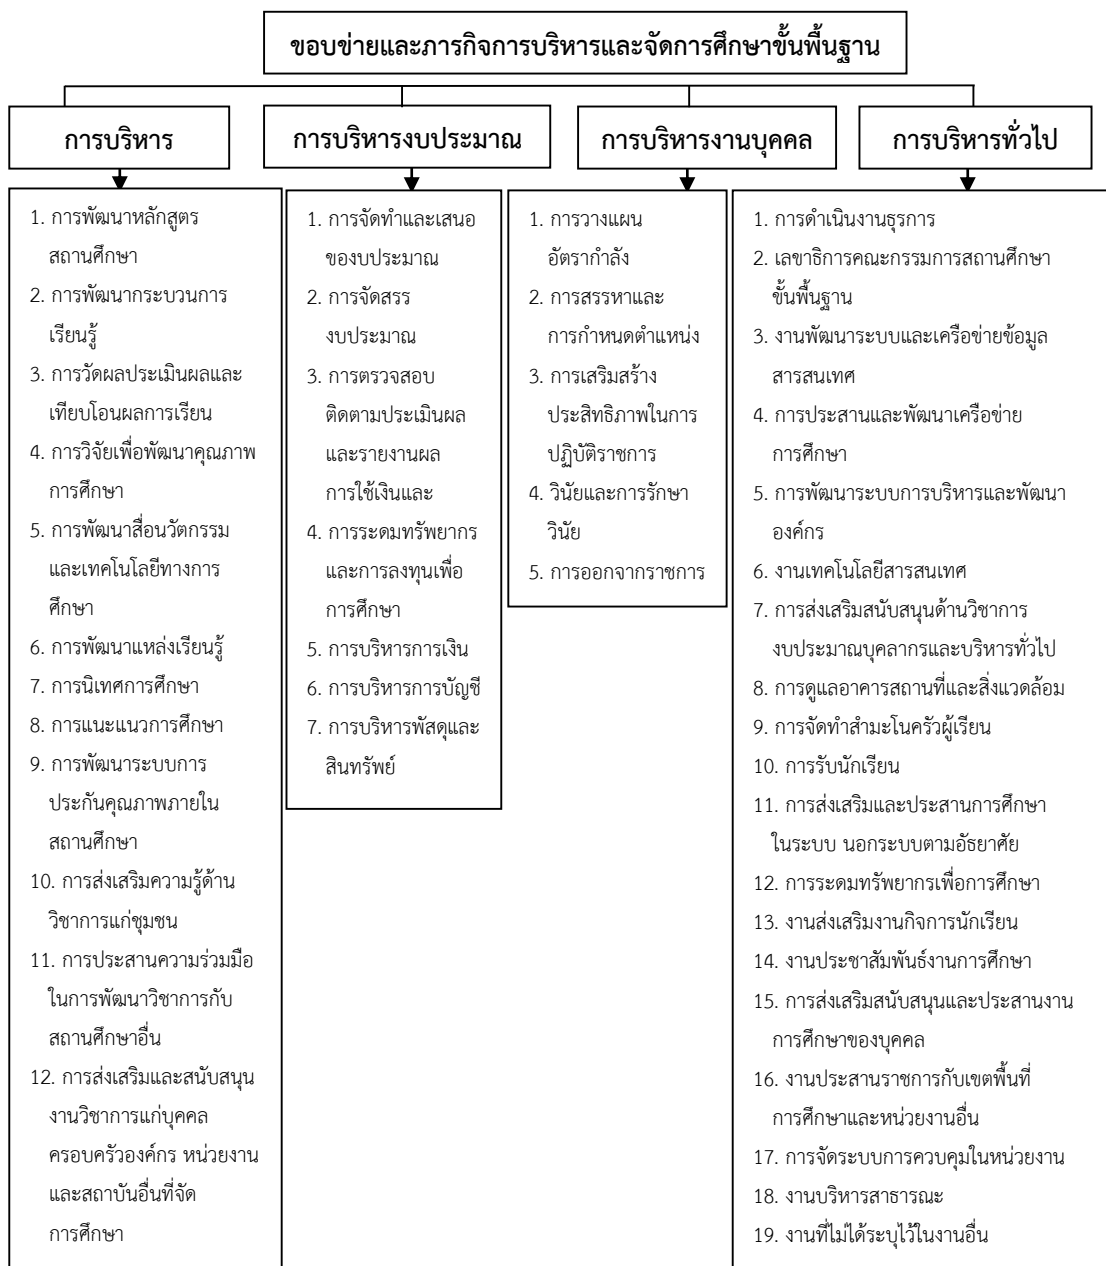 ขอบข่ายและภารกิจการบริหารและจัดการศึกษาขั้นพื้นฐาน
การบริหาร
การบริหารงบประมาณ
การบริหารงานบุคคล
การบริหารทั่วไป
1. การพัฒนาหลักสูตร
สถานศึกษา
2. การพัฒนากระบวนการ
เรียนรู้
3. การวัดผลประเมินผลและ
เทียบโอนผลการเรียน
4. การวิจัยเพื่อพัฒนาคุณภาพ
การศึกษา
5. การพัฒนาสื่อนวัตกรรม
และเทคโนโลยีทางการ
ศึกษา
6. การพัฒนาแหล่งเรียนรู้
7. การนิเทศการศึกษา
8. การแนะแนวการศึกษา
9. การพัฒนาระบบการ
ประกันคุณภาพภายใน
สถานศึกษา
10. การส่งเสริมความรู้ด้าน
วิชาการแก่ชุมชน
11. การประสานความร่วมมือ
ในการพัฒนาวิชาการกับ
สถานศึกษาอื่น
12. การส่งเสริมและสนับสนุน
งานวิชาการแก่บุคคล
ครอบครัวองค์กร หน่วยงาน
และสถาบันอื่นที่จัด
การศึกษา
1. การจัดทำและเสนอ
ของบประมาณ
2. การจัดสรร
งบประมาณ
3. การตรวจสอบ
ติดตามประเมินผล
และรายงานผล
การใช้เงินและ
4. การระดมทรัพยากร
และการลงทุนเพื่อ
การศึกษา
5. การบริหารการเงิน
6. การบริหารการบัญชี
7. การบริหารพัสดุและ
สินทรัพย์
1. การวางแผน
อัตรากำลัง
2. การสรรหาและ
การกำหนดตำแหน่ง
3. การเสริมสร้าง
ประสิทธิภาพในการ
ปฏิบัติราชการ
4. วินัยและการรักษา
วินัย
5. การออกจากราชการ
1. การดำเนินงานธุรการ
2. เลขาธิการคณะกรรมการสถานศึกษา
ขั้นพื้นฐาน
3. งานพัฒนาระบบและเครือข่ายข้อมูล
สารสนเทศ
4. การประสานและพัฒนาเครือข่าย
การศึกษา
5. การพัฒนาระบบการบริหารและพัฒนา
องค์กร
6. งานเทคโนโลยีสารสนเทศ
7. การส่งเสริมสนับสนุนด้านวิชาการ
งบประมาณบุคลากรและบริหารทั่วไป
8. การดูแลอาคารสถานที่และสิ่งแวดล้อม
9. การจัดทำสำมะโนครัวผู้เรียน
10. การรับนักเรียน
11. การส่งเสริมและประสานการศึกษา
ในระบบ นอกระบบตามอัธยาศัย
12. การระดมทรัพยากรเพื่อการศึกษา
13. งานส่งเสริมงานกิจการนักเรียน
14. งานประชาสัมพันธ์งานการศึกษา
15. การส่งเสริมสนับสนุนและประสานงาน
การศึกษาของบุคคล
16. งานประสานราชการกับเขตพื้นที่
การศึกษาและหน่วยงานอื่น
17. การจัดระบบการควบคุมในหน่วยงาน
18. งานบริหารสาธารณะ
19. งานที่ไม่ได้ระบุไว้ในงานอื่น